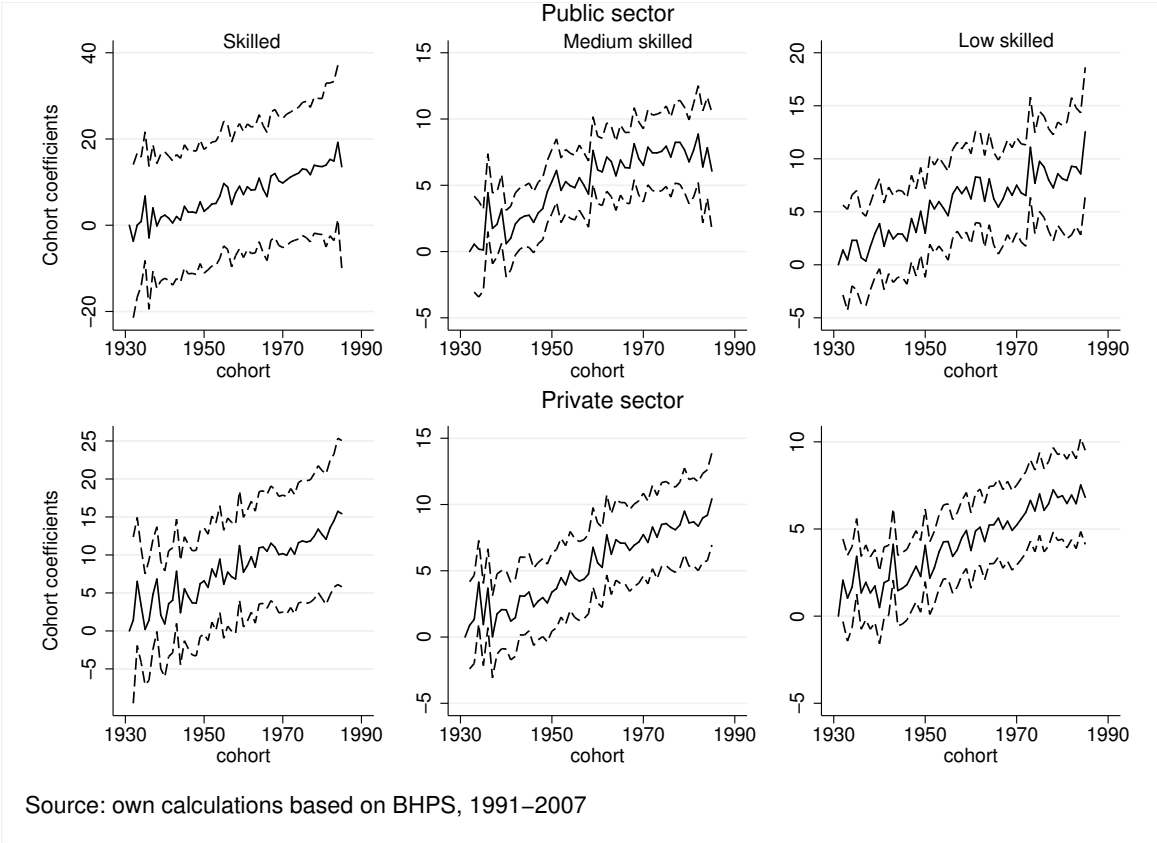 Public sector
Skilled
Medium skilled
Low skilled
Cohort coefficients
40
20
0
−20
1930 1950 1970 1990
cohort
15
10
5
0
−5
1930 1950 1970 1990
cohort
20
15
10
5
0
−5
1930 1950 1970 1990
cohort
Private sector
Cohort coefficients
25
20
15
10
5
0
−5
1930 1950 1970 1990
cohort
15
10
5
0
−5
1930 1950 1970 1990
cohort
10
5
0
−5
1930 1950 1970 1990
cohort
Source: own calculations based on BHPS, 1991−2007